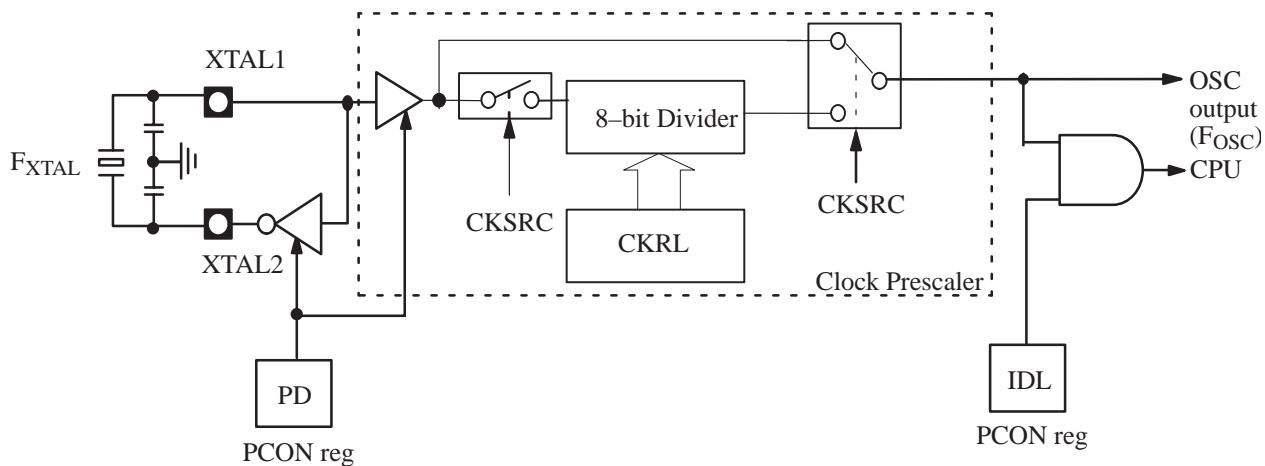 XTAL1
OSC
output
(FOSC)
8–bit Divider
FXTAL
CPU
CKSRC
CKSRC
CKRL
XTAL2
Clock Prescaler
PD
IDL
PCON reg
PCON reg